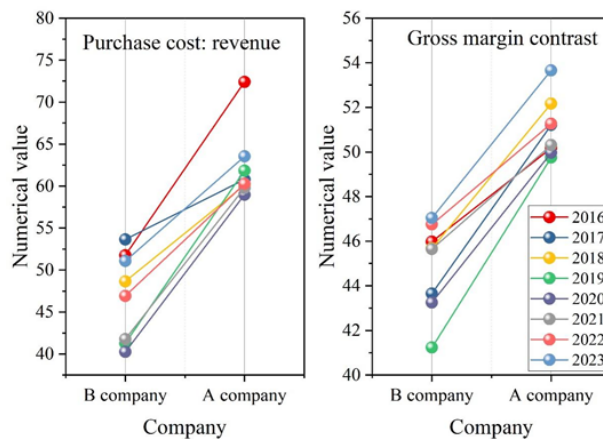 Purchase cost: revenue
Numerical value
80
75
70
65
60
55
50
45
40
B company
A company
Company
Gross margin contrast
Numerical value
56
54
52
50
48
46
44
42
40
2016
2017
2018
2019
2020
2021
2022
2023
B company
A company
Company